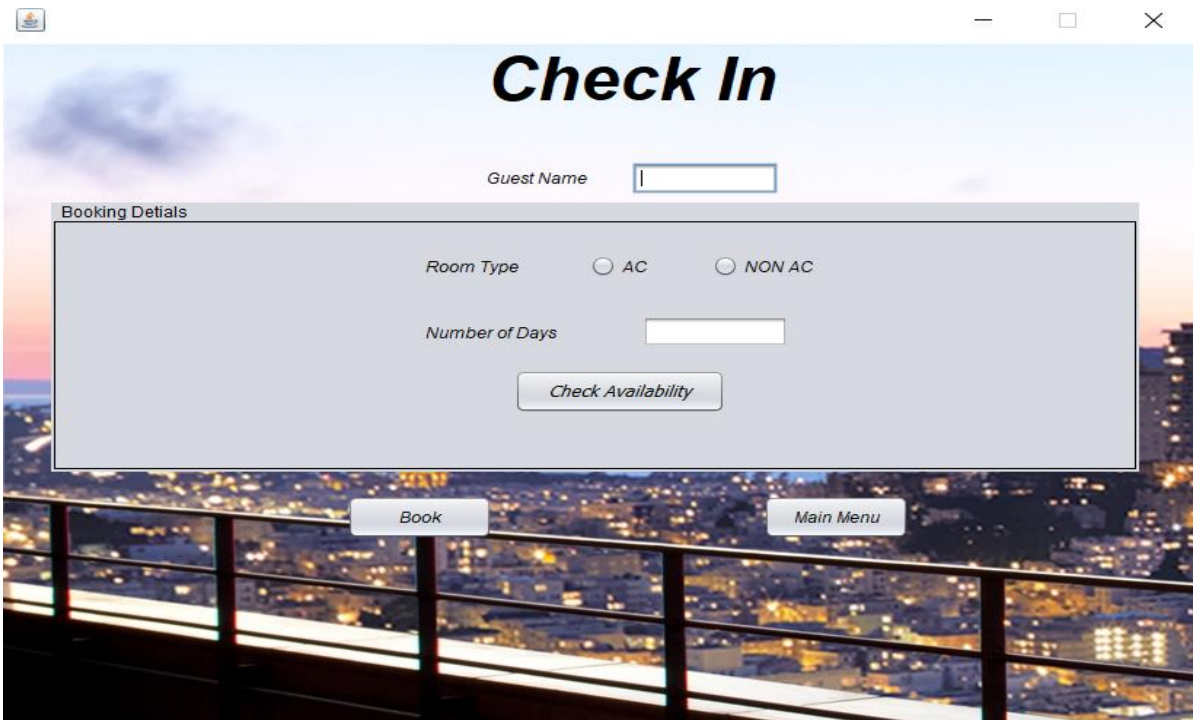 Check In
Guest Name
Booking Detials
Room Type AC NON AC
Number of Days
Check Availability
Book Main Menu